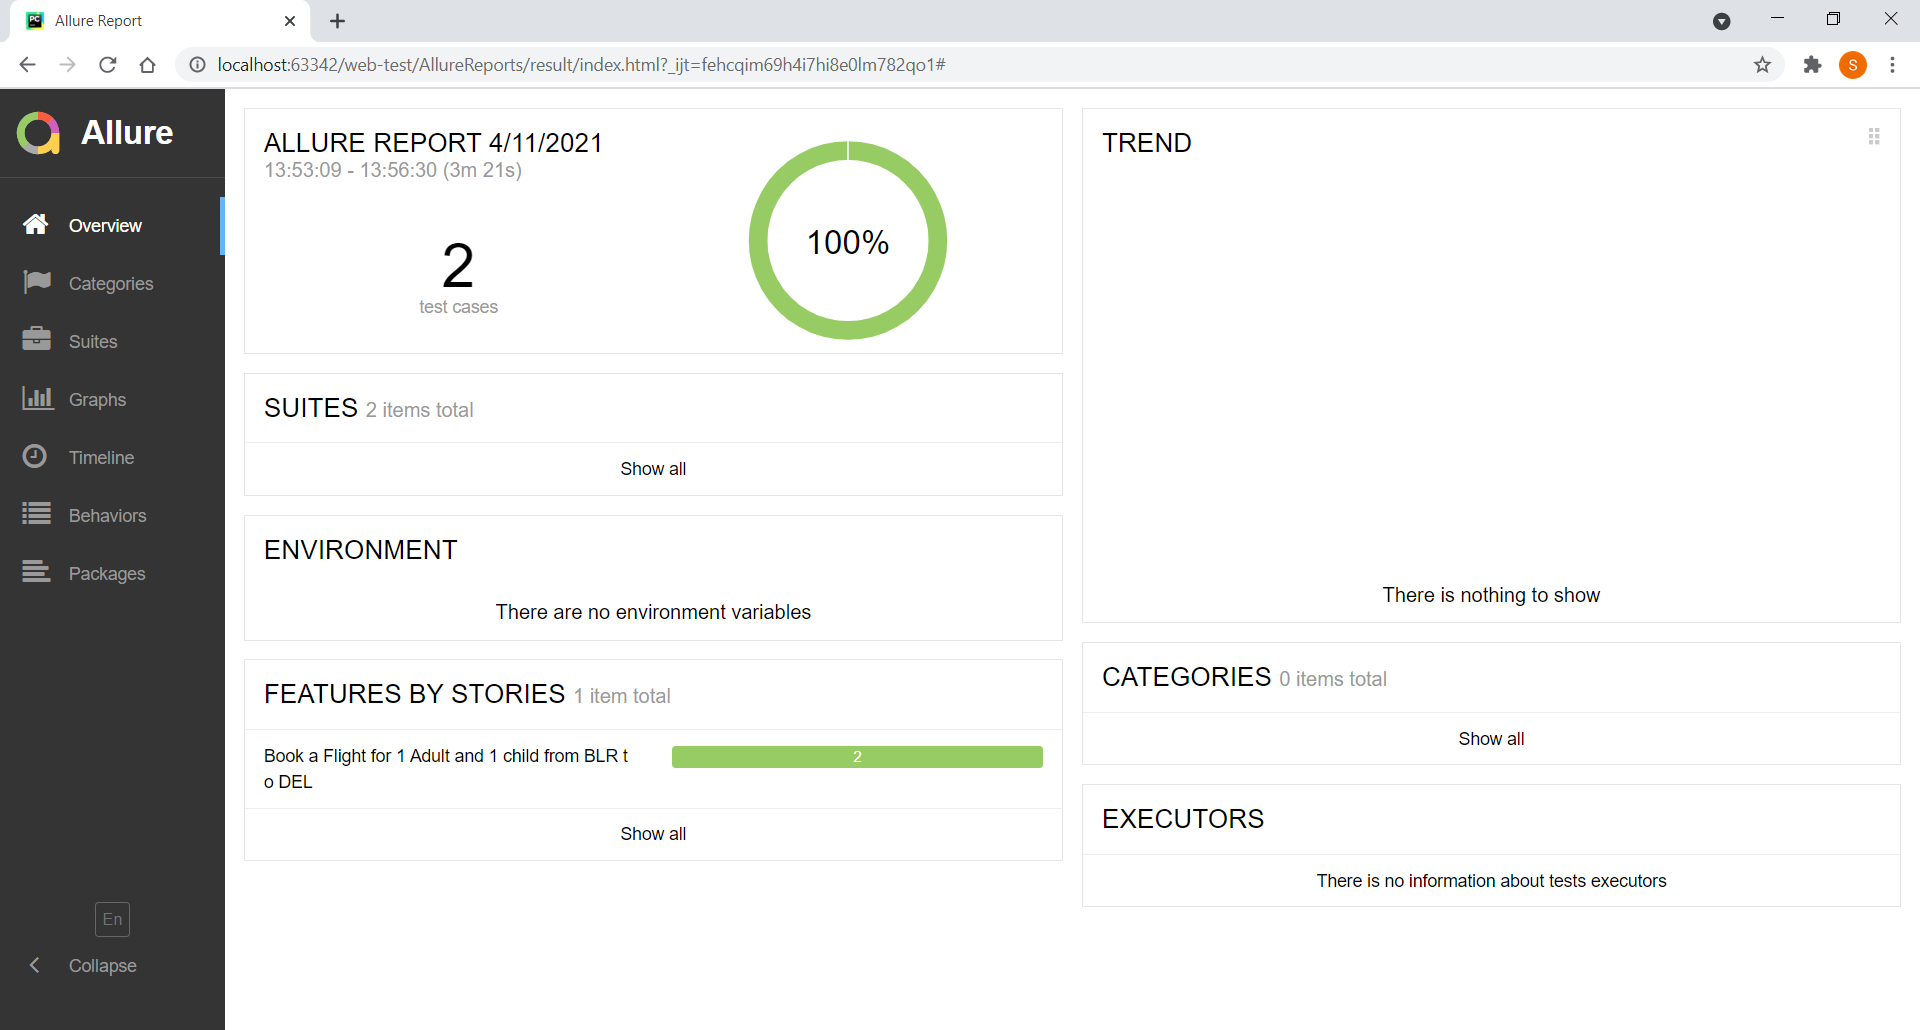 PC
Allure Report
localhost:63342/web-test/AllureReports/result/index.html?_ijt=fehcqim69h4i7hi8e0lm782qo1#
S
Allure
Overview
Categories
Suites
Graphs
Timeline
Behaviors
Packages
En
Collapse
ALLURE REPORT 4/11/2021
13:53:09 - 13:56:30 (3m 21s)
2
test cases
100%
SUITES 2 items total
Show all
ENVIRONMENT
There are no environment variables
FEATURES BY STORIES 1 item total
Book a Flight for 1 Adult and 1 child from BLR t
o DEL
2
Show all
TREND
There is nothing to show
CATEGORIES 0 items total
Show all
EXECUTORS
There is no information about tests executors